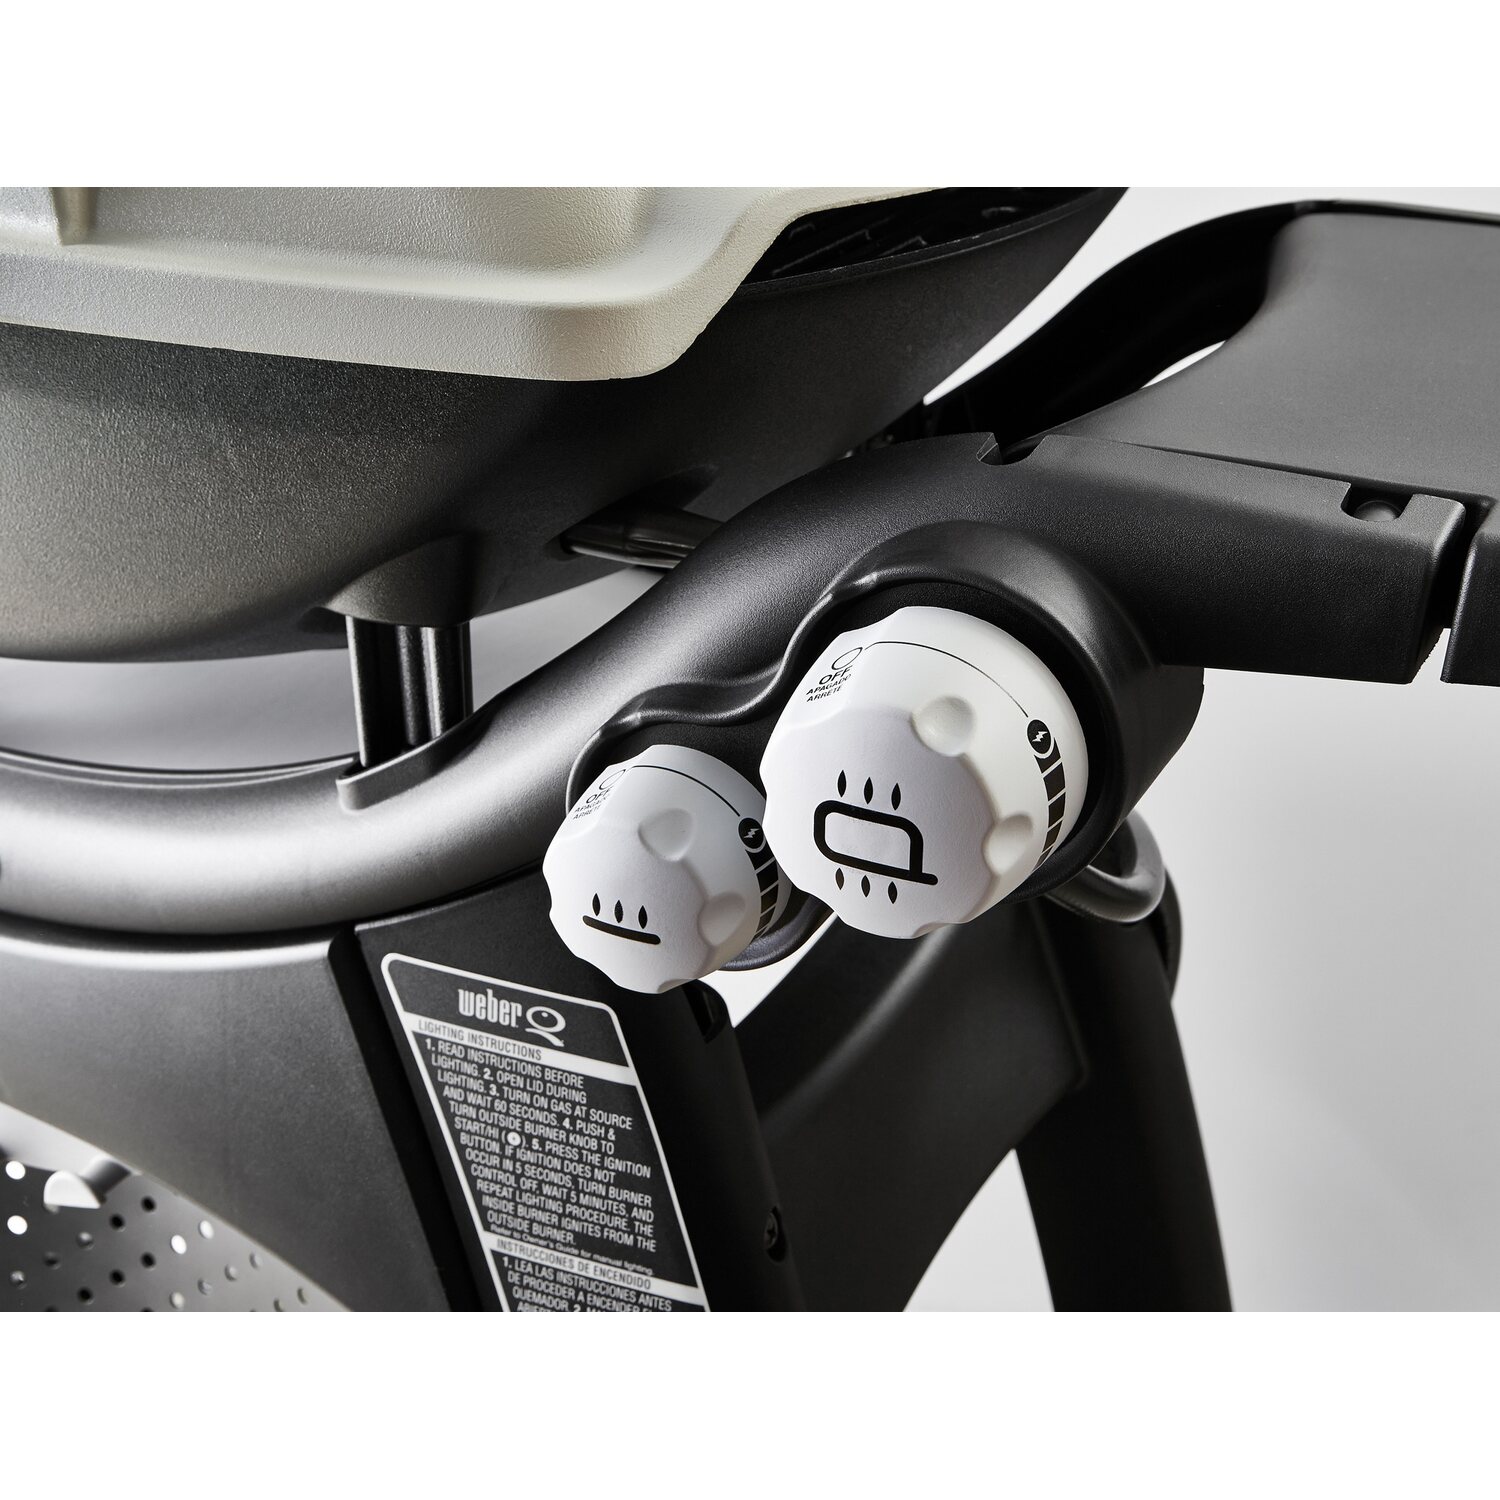 OFF
APAGADO
ARRÊTÉ
OFF
APAGADO
ARRÊTÉ
weber Q
LIGHTING INSTRUCTIONS
1. READ INSTRUCTIONS BEFORE
LIGHTING. 2. OPEN LID DURING
LIGHTING. 3. TURN ON GAS AT SOURCE
AND WAIT 60 SECONDS. 4. PUSH &
TURN OUTSIDE BURNER KNOB TO
START/HI ( ). 5. PRESS THE IGNITION
BUTTON. IF IGNITION DOES NOT
OCCUR IN 5 SECONDS, TURN BURNER
CONTROL OFF, WAIT 5 MINUTES, AND
REPEAT LIGHTING PROCEDURE. THE
INSIDE BURNER IGNITES FROM THE
OUTSIDE BURNER.
Refer to Owner's Guide for manual lighting.
INSTRUCCIONES DE ENCENDIDO
1. LEA LAS INSTRUCCIONES ANTES
DE PROCEDER A ENCENDER EL
QUEMADOR. 2.